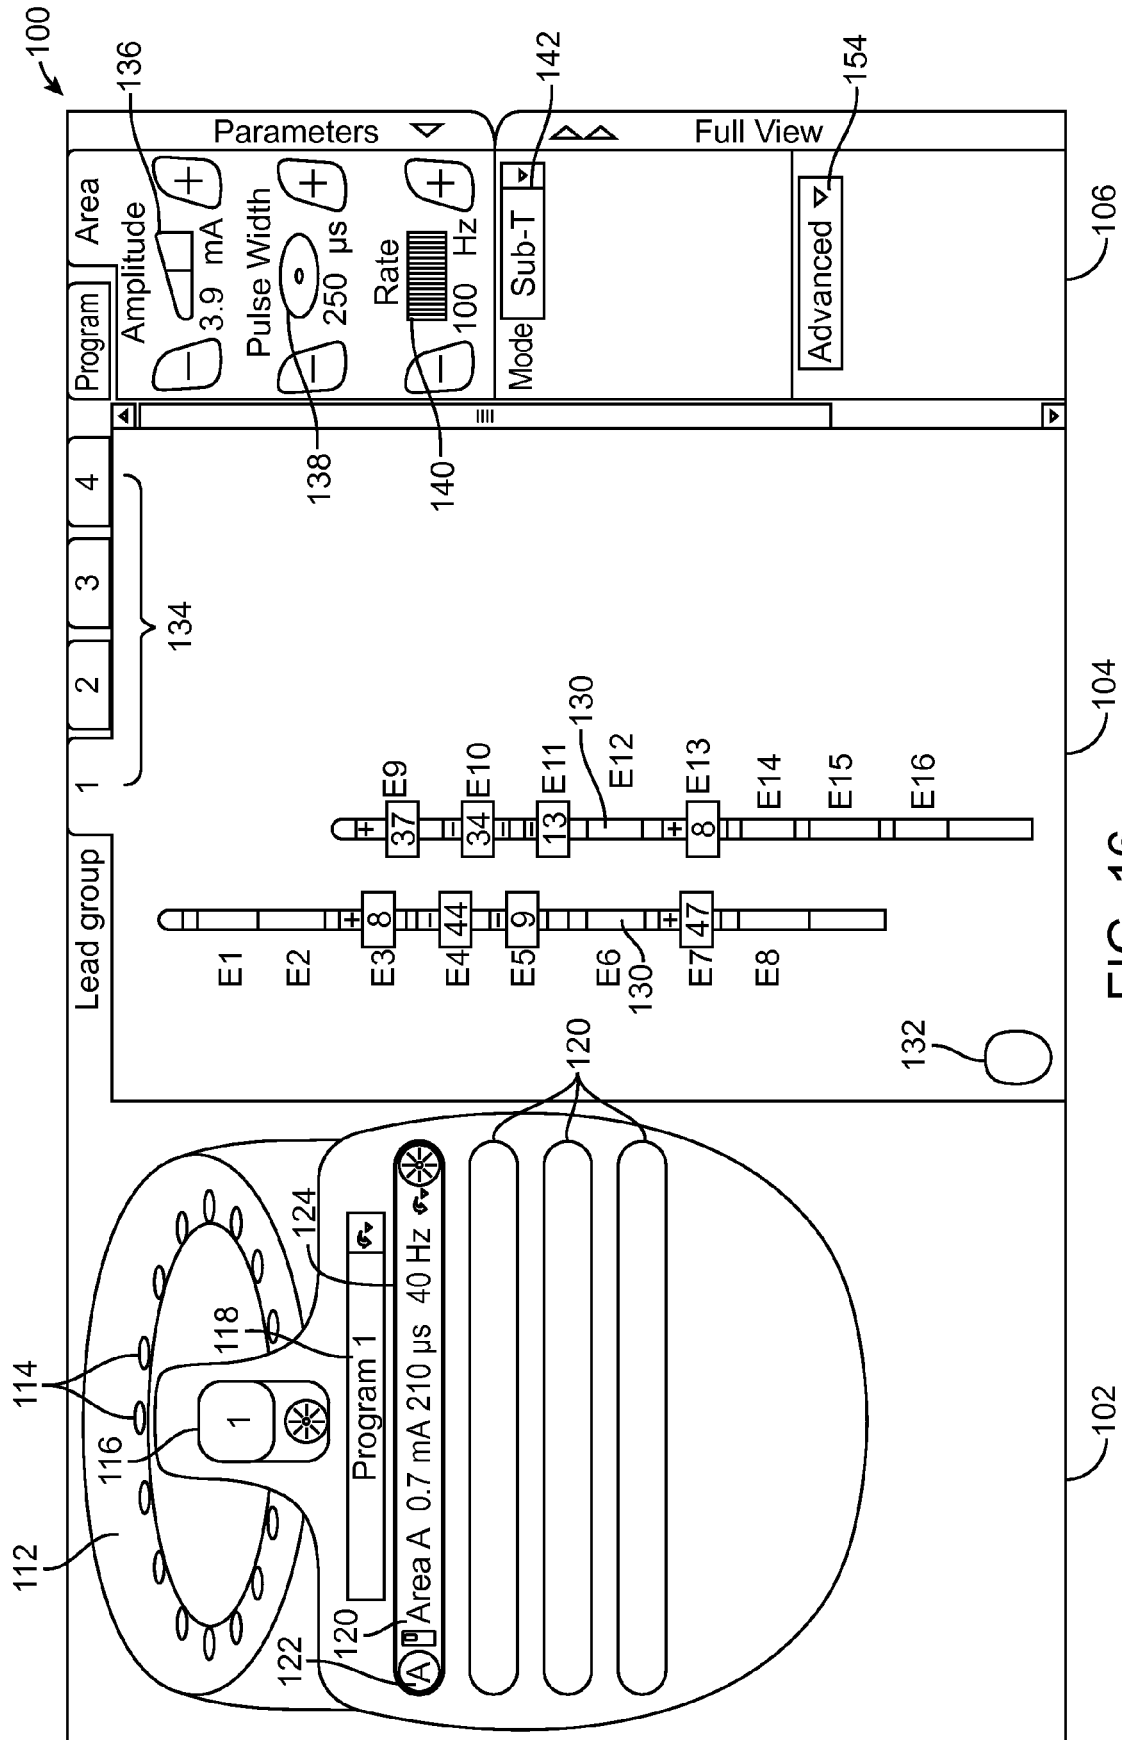 100
Lead group
1
2
3
4
Program
Area
134
Amplitude
136
− 3.9 mA +
Pulse Width
138
− 250 µs +
Rate
140
− 100 Hz +
Parameters
Mode
Sub-T
142
Full View
Advanced
154
112
114
116
1
118
Program 1
124
122
120
A Area A 0.7 mA 210 µs 40 Hz
120
E1
E2
E3
+ 8
E4
− 44
E5
− 9
E6
130
E7
+ 47
E8
+ 37
E9
− 34
E10
− 13
E11
130
E12
+ 8
E13
E14
E15
E16
132
102
104
106
FIG.